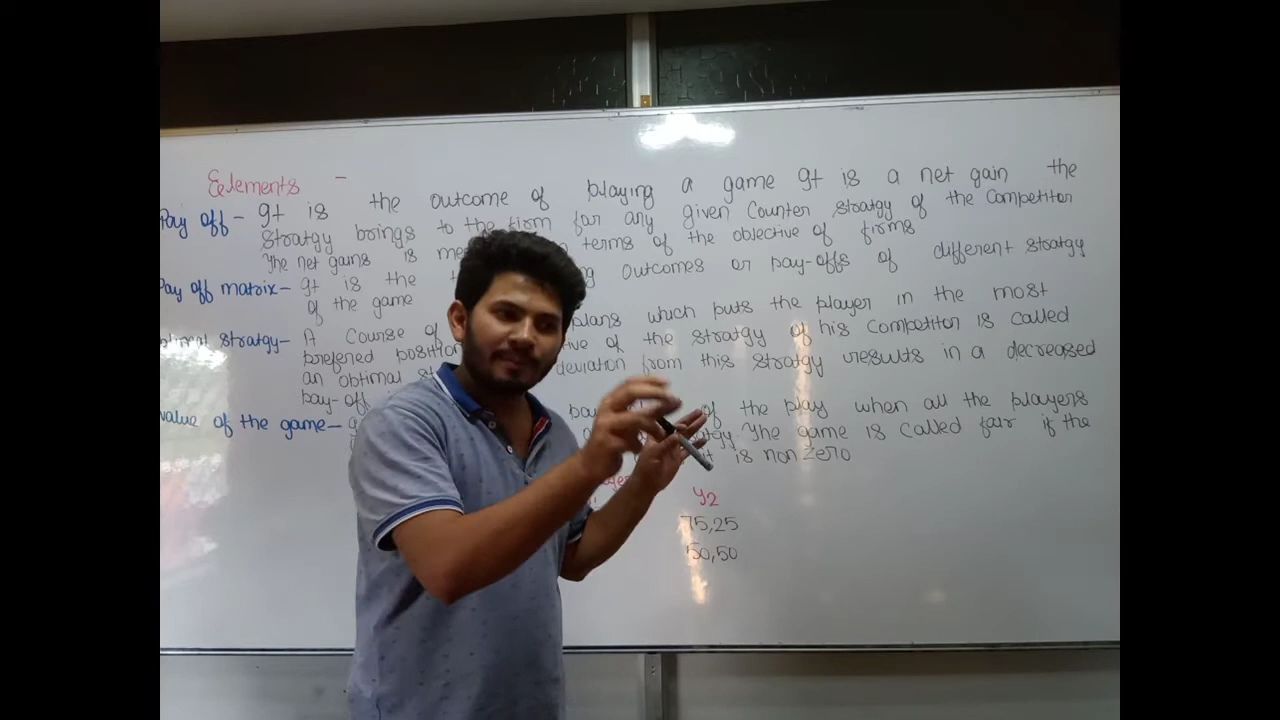 Eelements -
Pay off - It is the outcome of playing a game It is a net gain the
stratgy brings to the firm for any given Counter stratgy of the Competitor
The net gains is terms of the objective of firms
Pay off matrix - It is the outcomes or pay-offs of different stratgy
of the game
stratgy - A Course of plans which puts the player in the most
prefered position of the stratgy of his Competitor is called
an optimal deviation from this stratgy results in a decreased
pay-off
value of the game - of the play when all the players
The game is called fair if the
is non zero
y2
75,25
50,50